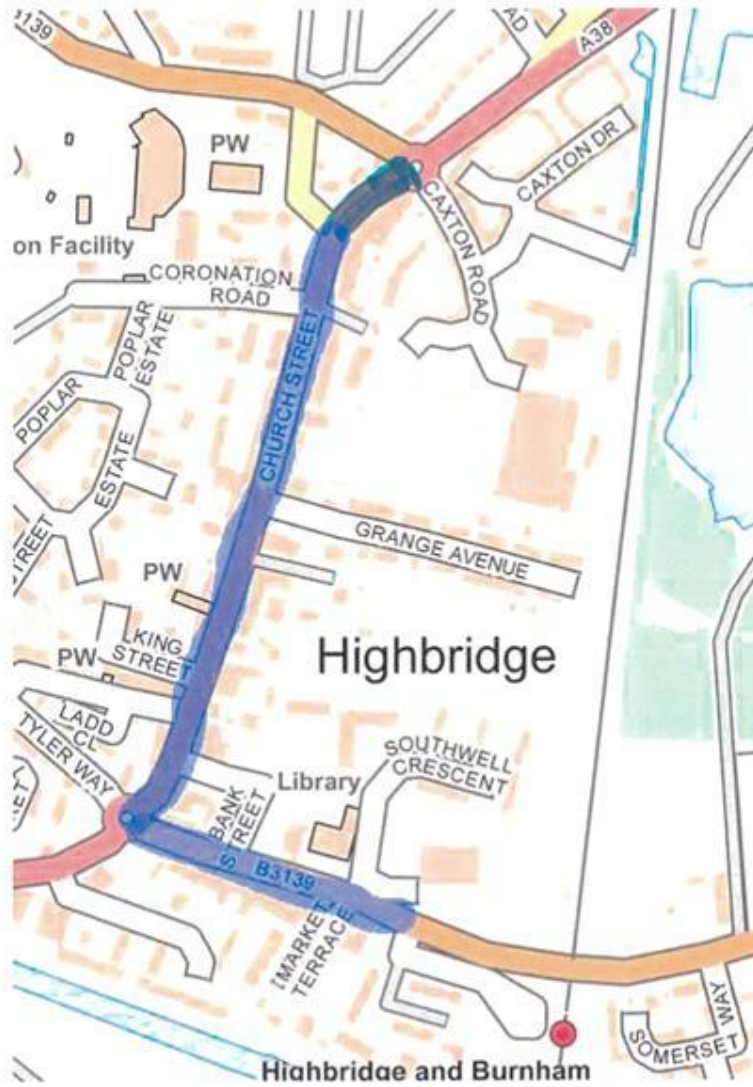 3139
AD
A38
PW
CAXTON DR
CAXTON ROAD
on Facility
CORONATION
ROAD
POPLAR
ESTATE
POPLAR
ESTATE
CHURCH STREET
STREET
GRANGE AVENUE
PW
KING
STREET
Highbridge
PW
LADD
CL
TYLER WAY
SOUTHWELL
CRESCENT
Library
BANK
STREET
B3139
MARKET
TERRACE
SOMERSET
WAY
Highbridge and Burnham